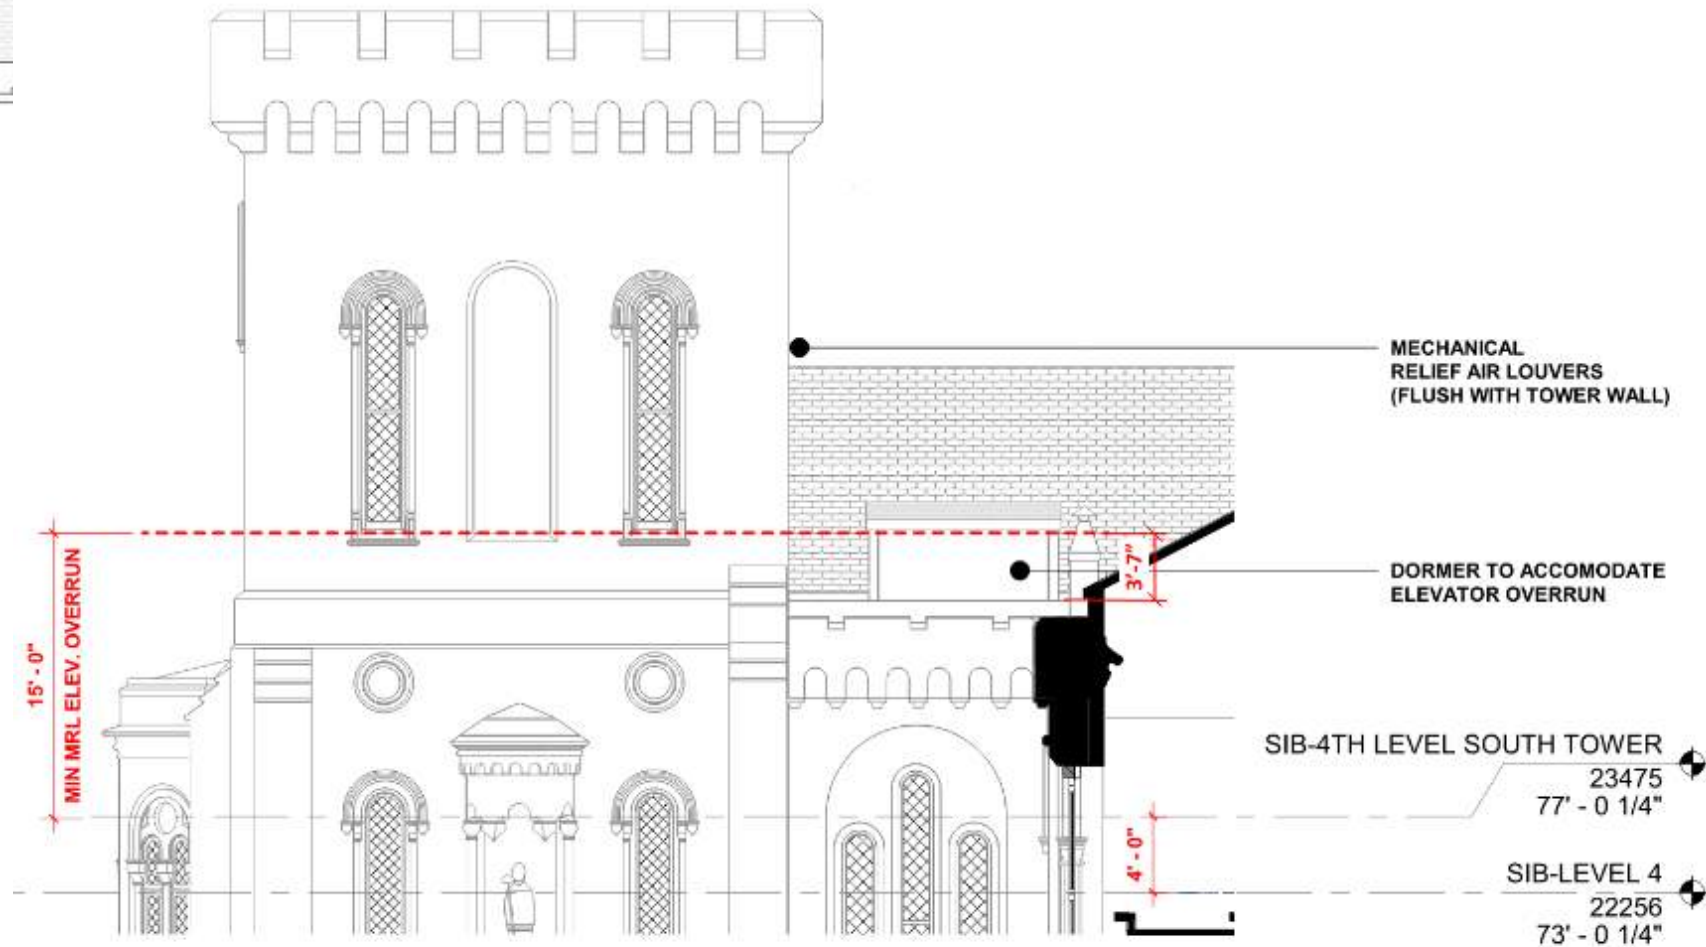 MECHANICAL
RELIEF AIR LOUVERS
(FLUSH WITH TOWER WALL)
DORMER TO ACCOMODATE
ELEVATOR OVERRUN
3'-7"
15' - 0"
MIN MRL ELEV. OVERRUN
SIB-4TH LEVEL SOUTH TOWER
23475
77' - 0 1/4"
4' - 0"
SIB-LEVEL 4
22256
73' - 0 1/4"